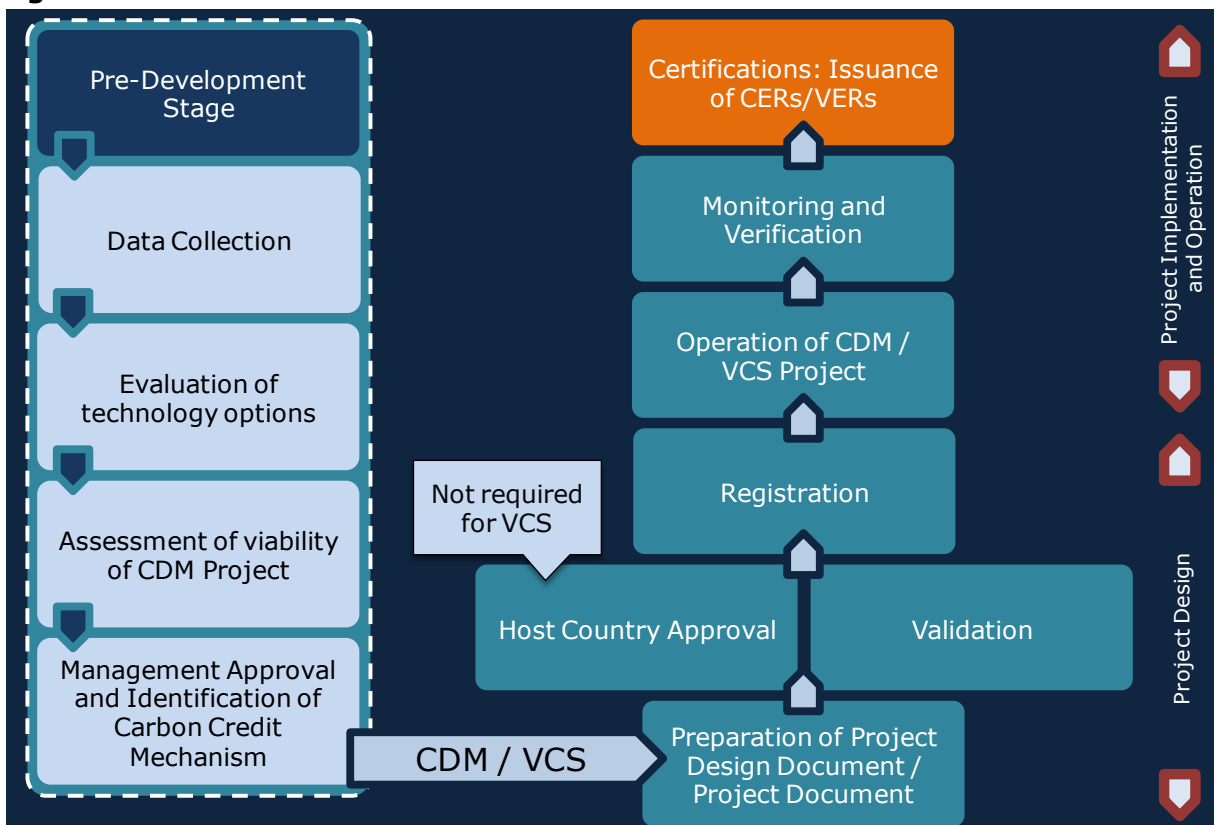 Pre-Development
Stage
Data Collection
Evaluation of
technology options
Assessment of viability
of CDM Project
Management Approval
and Identification of
Carbon Credit
Mechanism
CDM / VCS
Certifications: Issuance
of CERs/VERs
Monitoring and
Verification
Operation of CDM /
VCS Project
Registration
Not required
for VCS
Host Country Approval
Validation
Preparation of Project
Design Document /
Project Document
Project Implementation
and Operation
Project Design